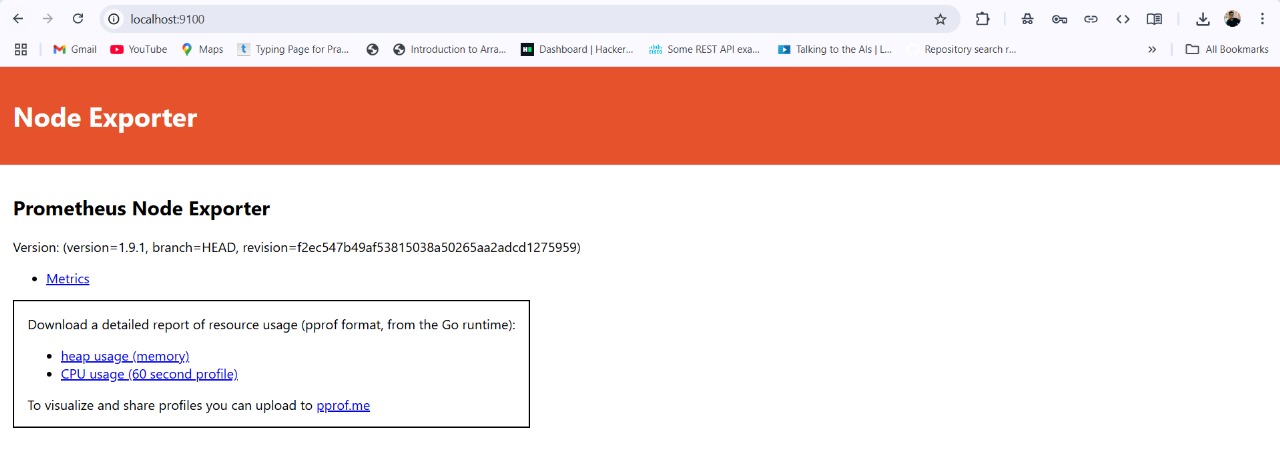 localhost:9100
Gmail YouTube Maps Typing Page for Pra... Introduction to Arra... Dashboard | Hacker... Some REST API exa... Talking to the AIs | L... Repository search r... » All Bookmarks
Node Exporter
Prometheus Node Exporter
Version: (version=1.9.1, branch=HEAD, revision=f2ec547b49af53815038a50265aa2adcd1275959)
• Metrics
Download a detailed report of resource usage (pprof format, from the Go runtime):
• heap usage (memory)
• CPU usage (60 second profile)
To visualize and share profiles you can upload to pprof.me